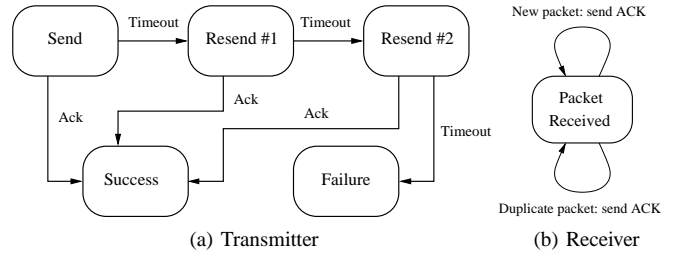 Send
Timeout
Resend #1
Timeout
Resend #2
Ack
Ack
Ack
Timeout
Success
Failure
(a) Transmitter
New packet: send ACK
Packet
Received
Duplicate packet: send ACK
(b) Receiver